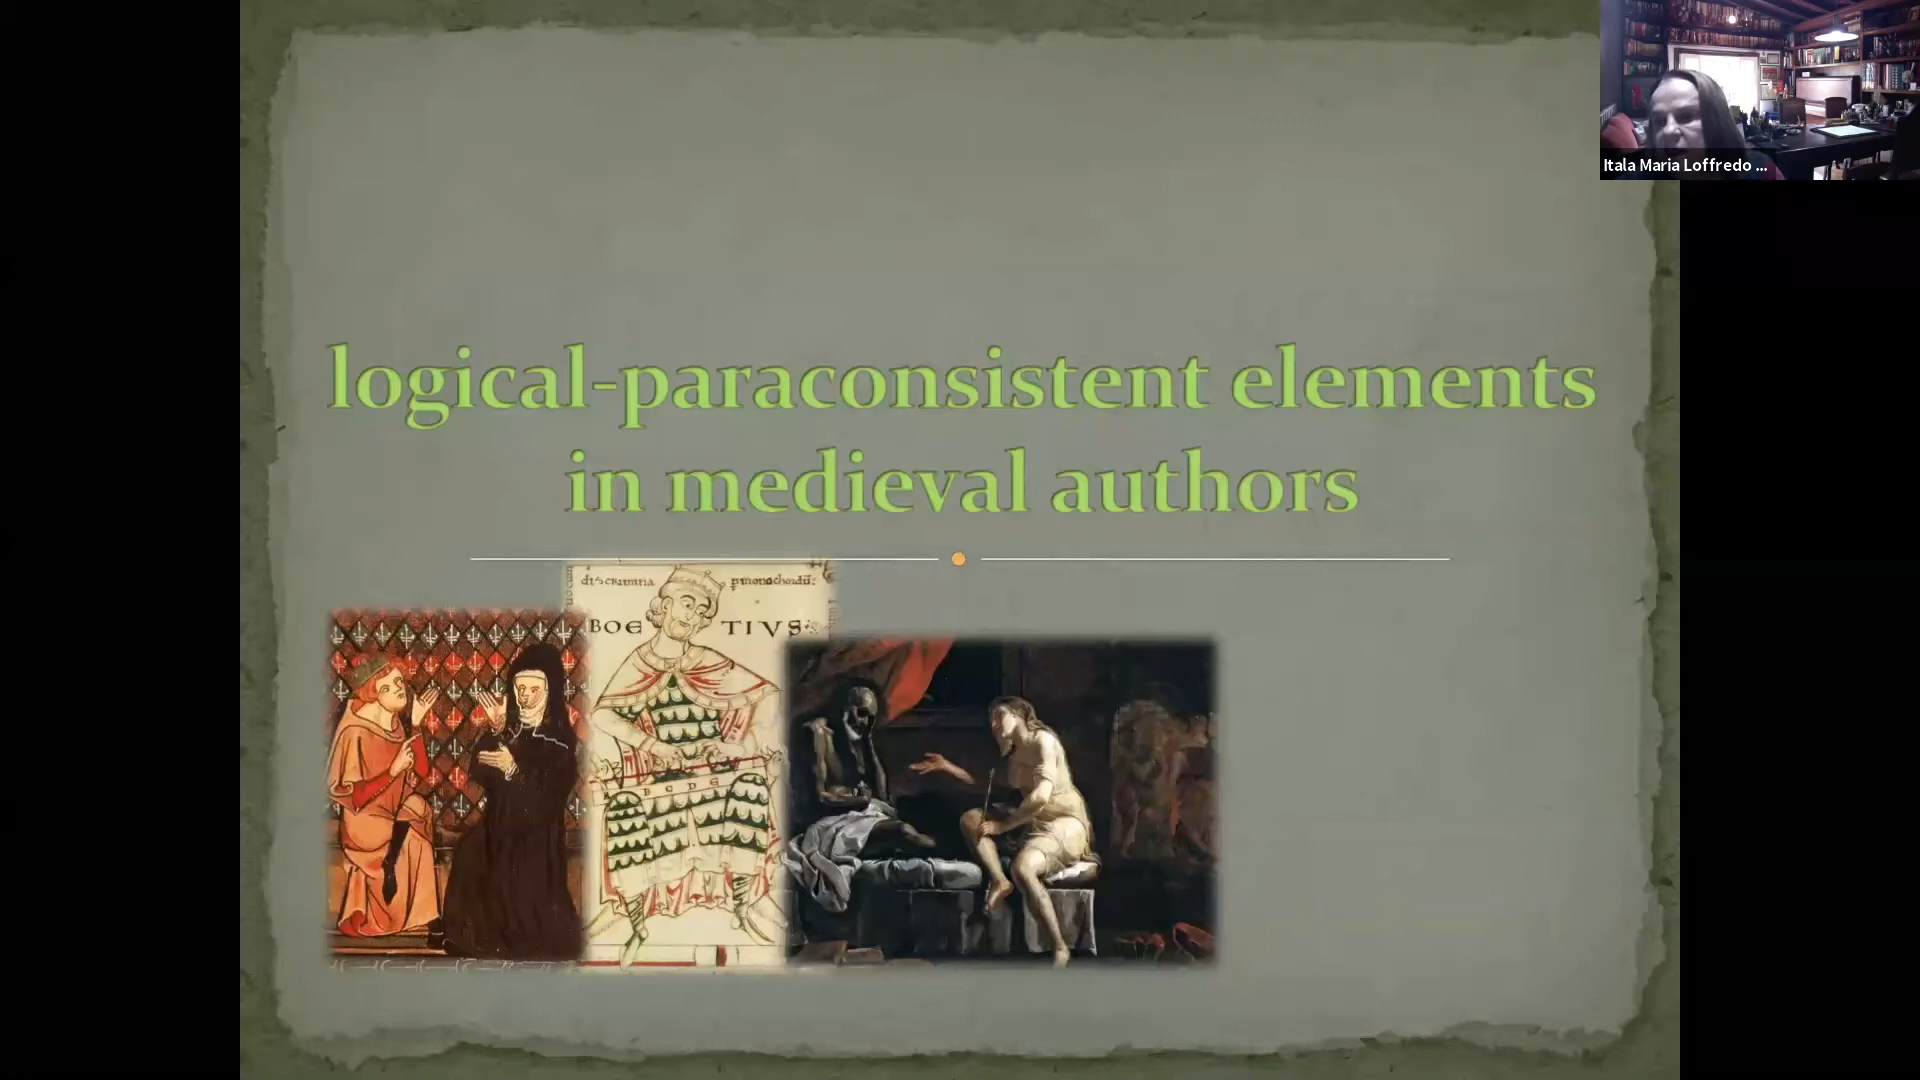 Itala Maria Loffredo ...
logical-paraconsistent elements
in medieval authors
BOE TIVS
B C D E